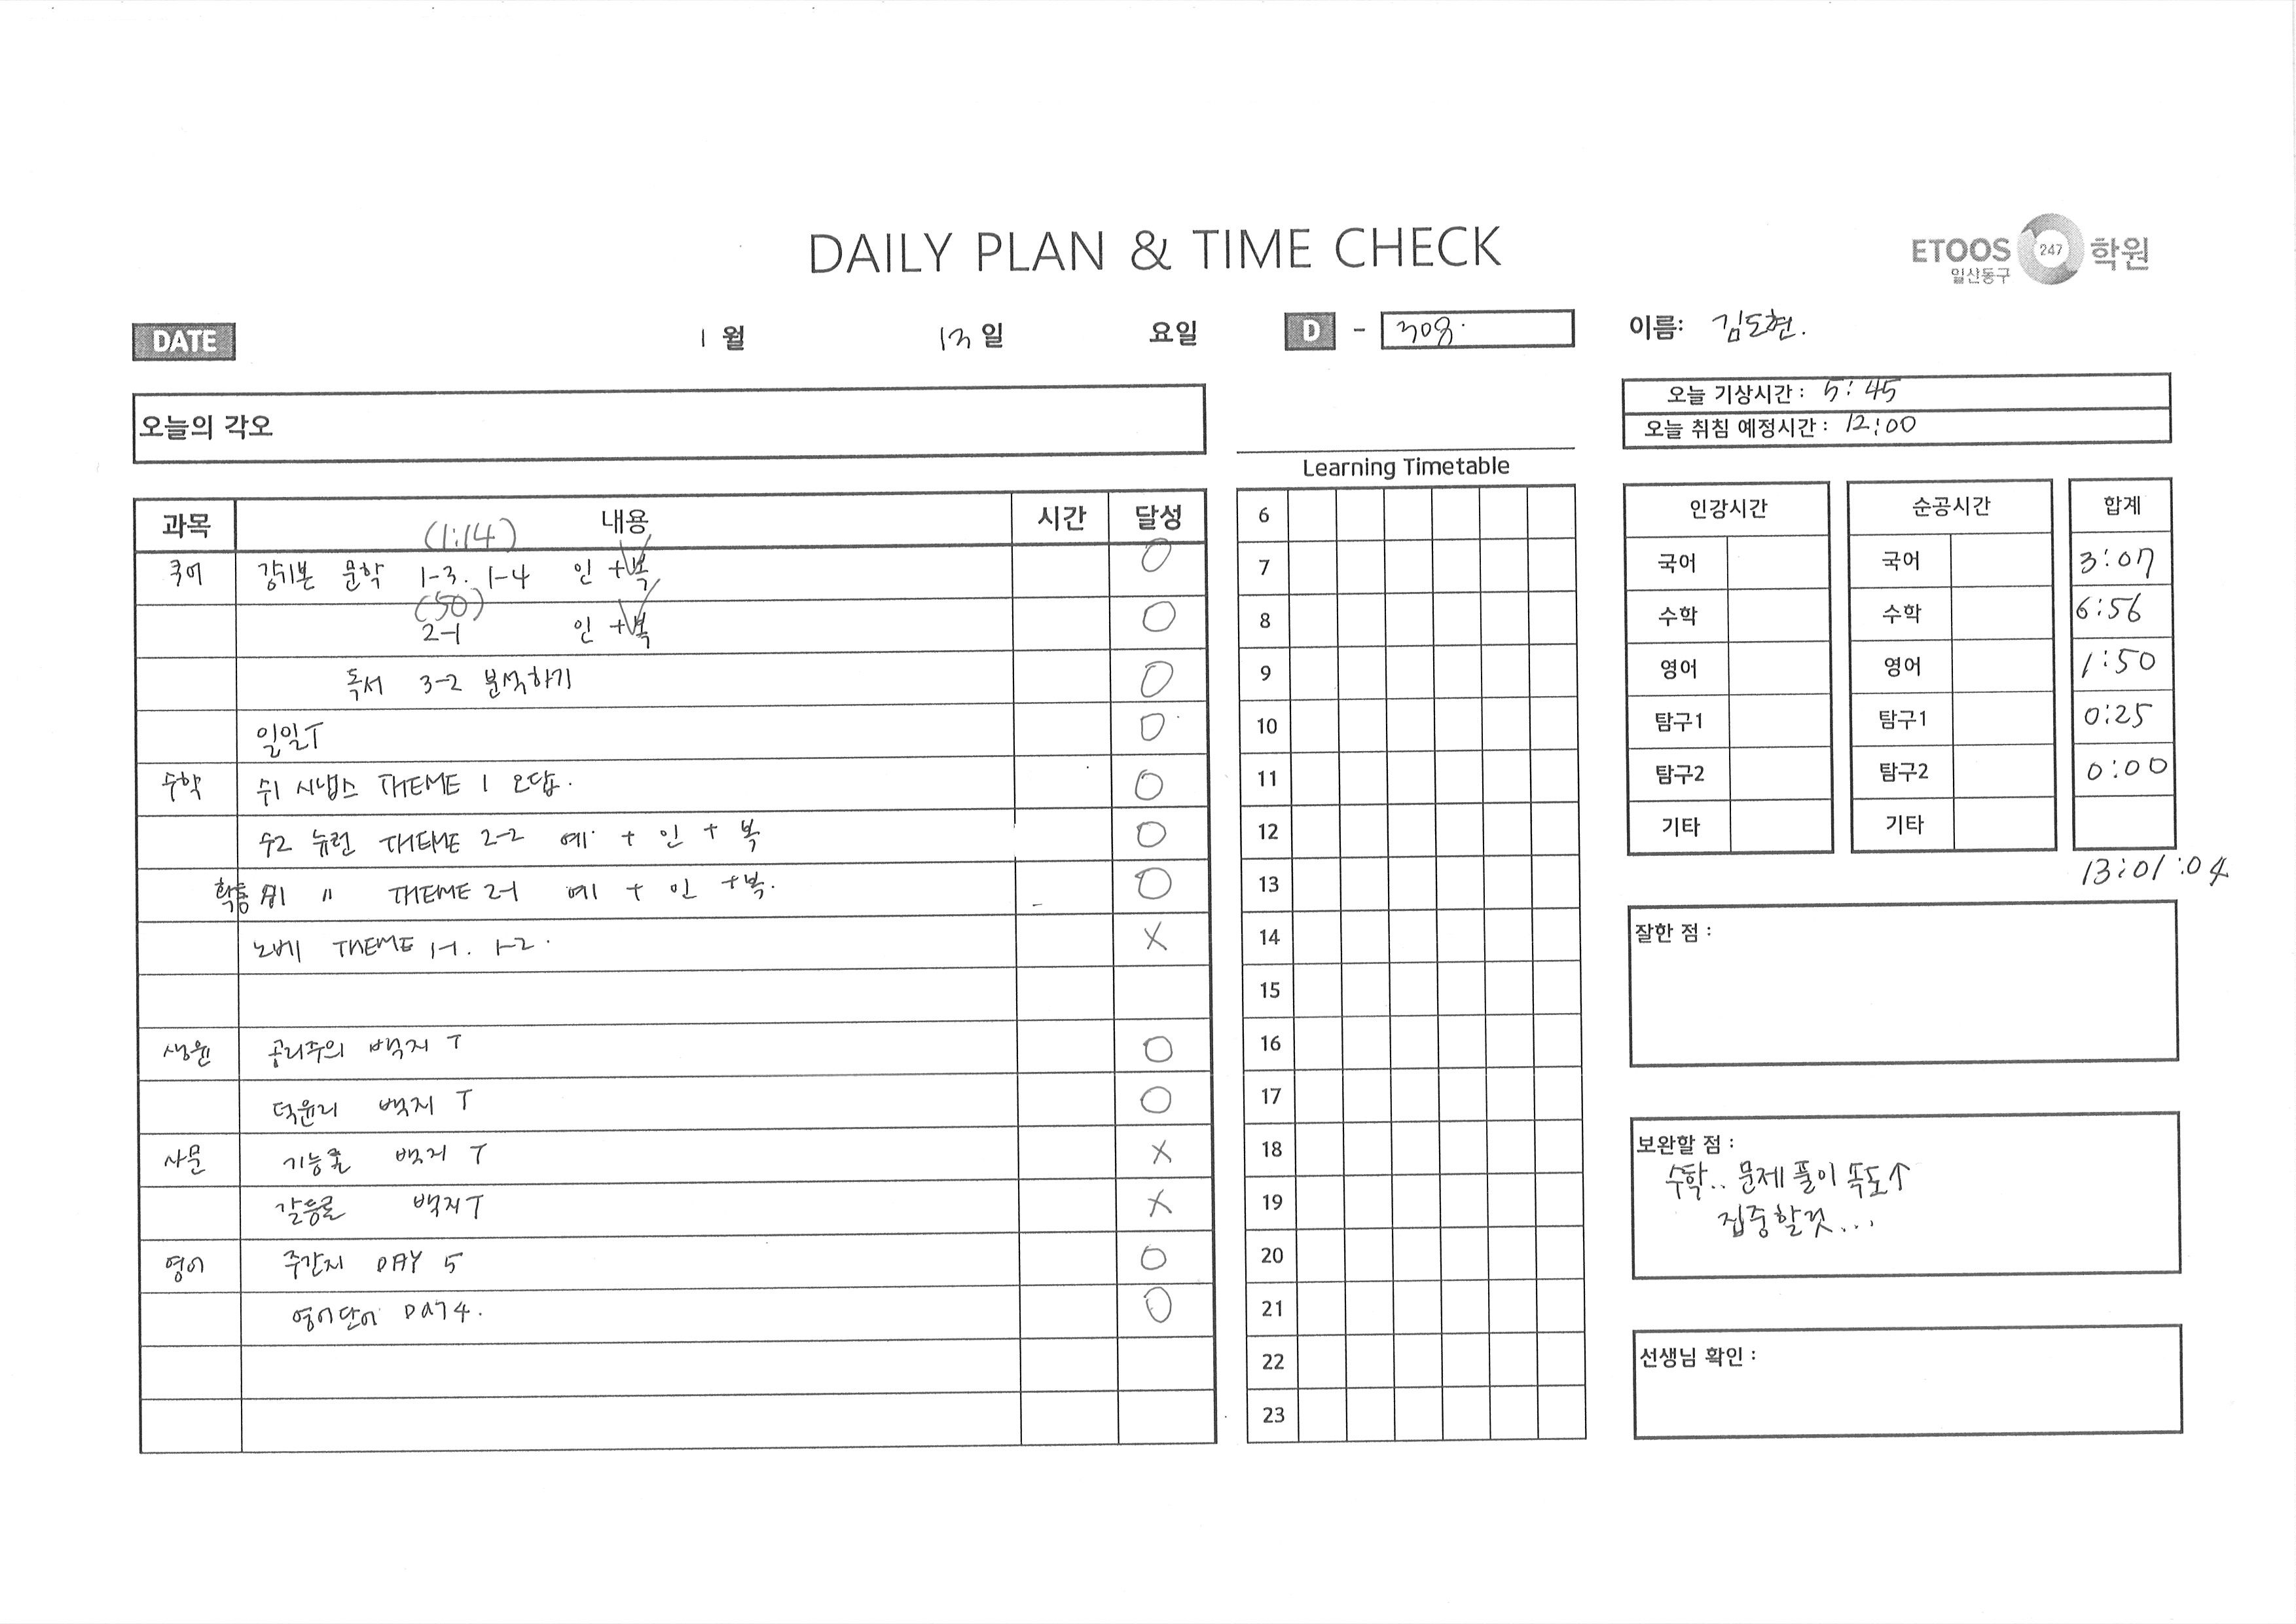 DAILY PLAN & TIME CHECK
ETOOS 247 학원
일산동구
DATE 1 월 13 일 요일 D - 308. 이름: 김도현.
오늘의 각오
오늘 기상시간 : 5:45
오늘 취침 예정시간 : 12:00
과목 내용 시간 달성
(1:14)
국어 강기본 문학 1-3. 1-4 인 + 복 O
(50)
2-1 인 + 복 O
독서 3-2 분석하기 O
일일T O
수학 시냅스 THEME 1 오답. O
수2 뉴런 THEME 2-2 예 + 인 + 복 O
확통 " THEME 2-1 예 + 인 + 복. O
노베 THEME 1-1. 1-2. X
생윤 공리주의 백지 T O
덕윤리 백지 T O
사문 기능론 백지 T X
갈등론 백지 T X
영어 주간지 DAY 5 O
영어단어 DAY 4. O
Learning Timetable
6
7
8
9
10
11
12
13
14
15
16
17
18
19
20
21
22
23
인강시간 순공시간 합계
국어 국어 3:07
수학 수학 6:56
영어 영어 1:50
탐구1 탐구1 0:25
탐구2 탐구2 0:00
기타 기타
13:01:04
잘한 점 :
보완할 점 :
수학.. 문제 풀이 속도↑
집중할것...
선생님 확인 :